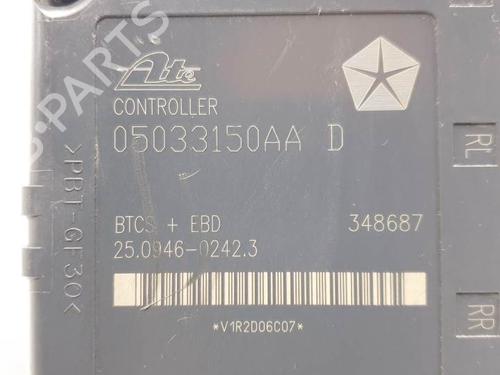 Ate
CONTROLLER
05033150AA D
BTCS + EBD 348687
25.0946-0242.3
*V1R2D06C07*
>PBT-GF30<
RL
RR
B-PARTS